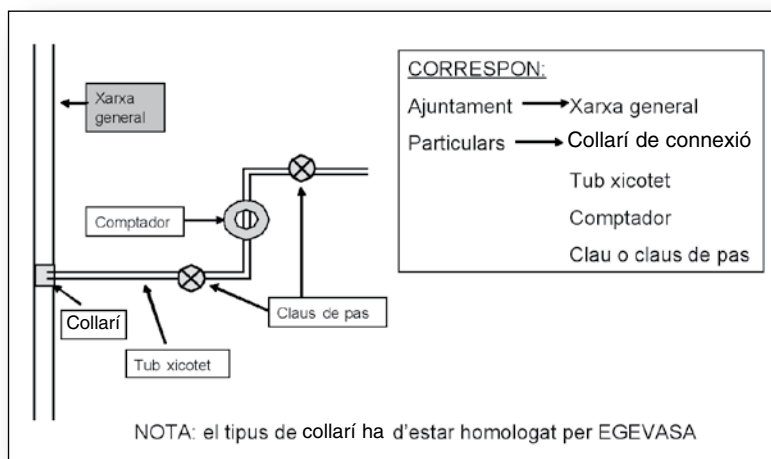 Xarxa
general
Comptador
Collarí
Tub xicotet
Claus de pas
CORRESPON:
Ajuntament Xarxa general
Particulars Collarí de connexió
Tub xicotet
Comptador
Clau o claus de pas
NOTA: el tipus de collarí ha d'estar homologat per EGEVASA